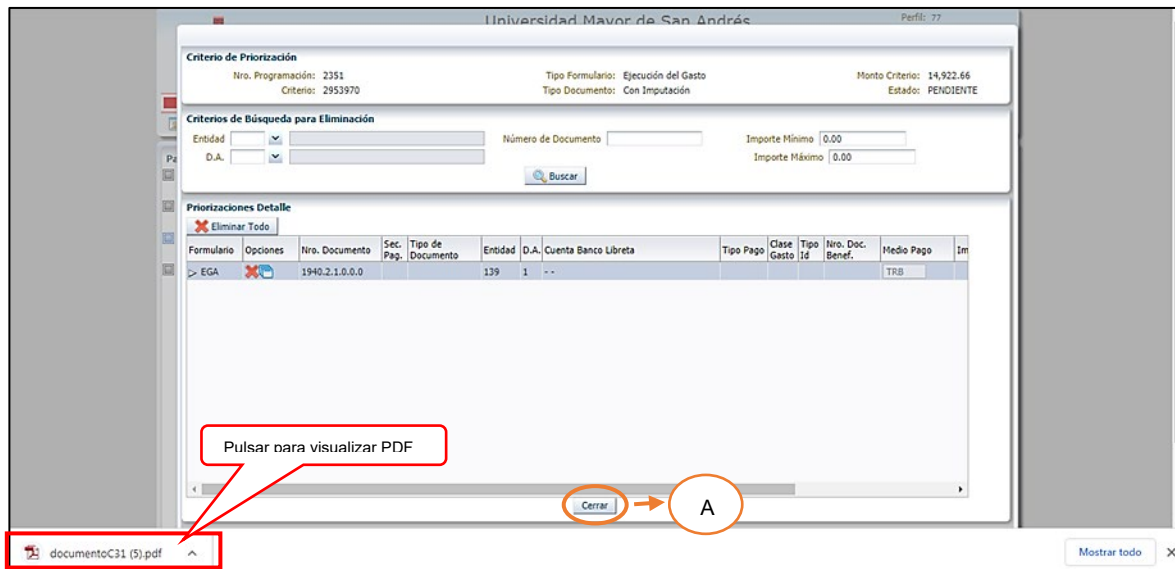 Universidad Mayor de San Andrés
Perfil: 77
Criterio de Priorización
Nro. Programación: 2351 Tipo Formulario: Ejecución del Gasto Monto Criterio: 14,922.66
Criterio: 2953970 Tipo Documento: Con Imputación Estado: PENDIENTE
Criterios de Búsqueda para Eliminación
Entidad Número de Documento Importe Mínimo 0.00
D.A. Importe Máximo 0.00
Buscar
Pa
Priorizaciones Detalle
Eliminar Todo
Formulario Opciones Nro. Documento Sec. Pag. Tipo de Documento Entidad D.A. Cuenta Banco Libreta Tipo Pago Clase Gasto Tipo Id Nro. Doc. Benef. Medio Pago Im
EGA 1940.2.1.0.0.0 139 1 - - TRB
Pulsar para visualizar PDF
Cerrar A
documentoC31 (5).pdf Mostrar todo